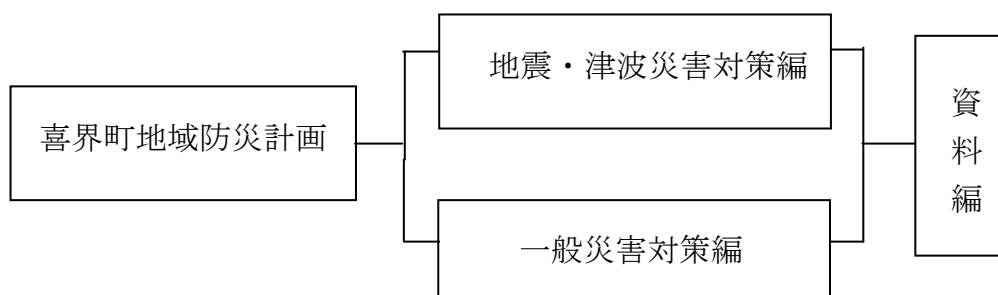 喜界町地域防災計画
地震・津波災害対策編
一般災害対策編
資料編